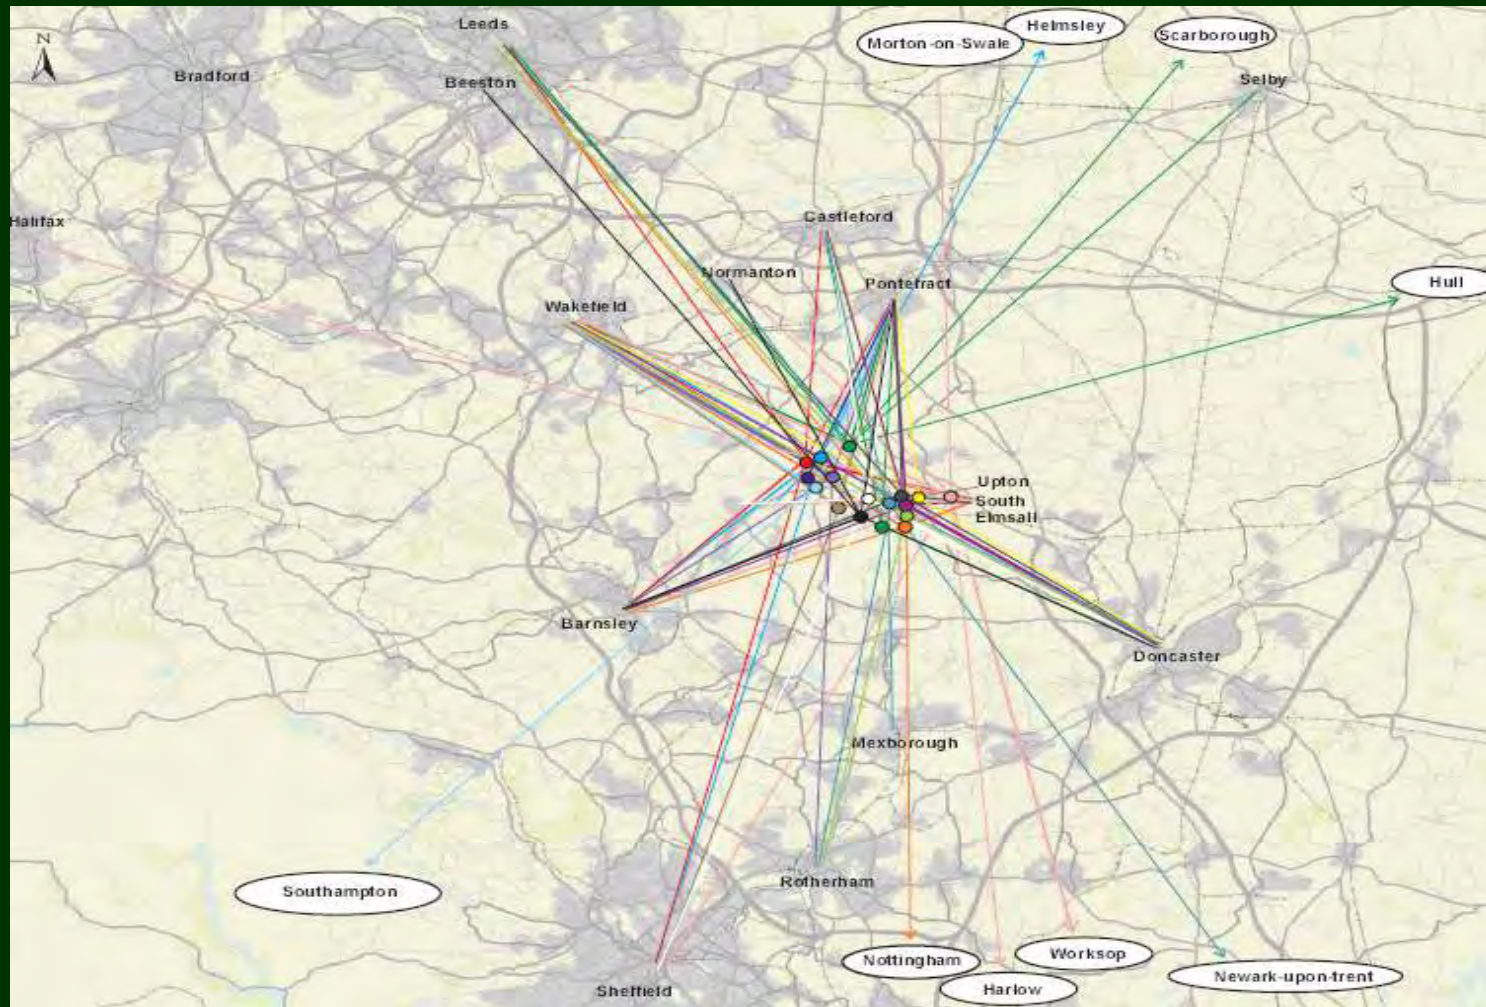 Leeds
Helmsley
Morton-on-Swale
Scarborough
N
Bradford
Beeston
Selby
Halifax
Castleford
Normanton
Pontefract
Hull
Wakefield
Upton
South
Elmsall
Barnsley
Doncaster
Mexborough
Rotherham
Southampton
Nottingham
Worksop
Harlow
Newark-upon-trent
Sheffield